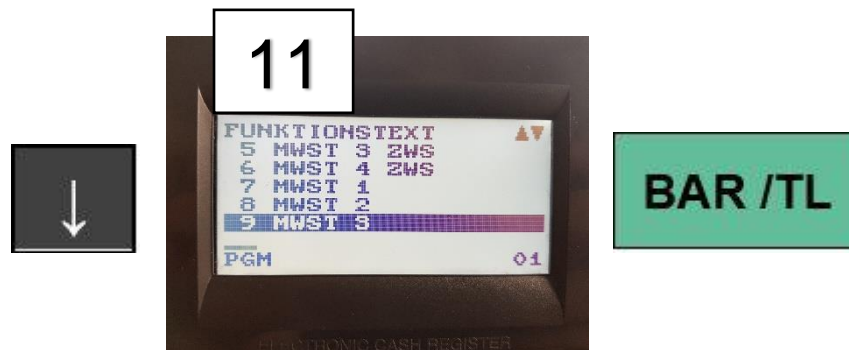 11
FUNKTIONSTEXT
5 MWST 3 ZWS
6 MWST 4 ZWS
7 MWST 1
8 MWST 2
9 MWST 3
PGM 01
BAR /TL
ELECTRONIC CASH REGISTER